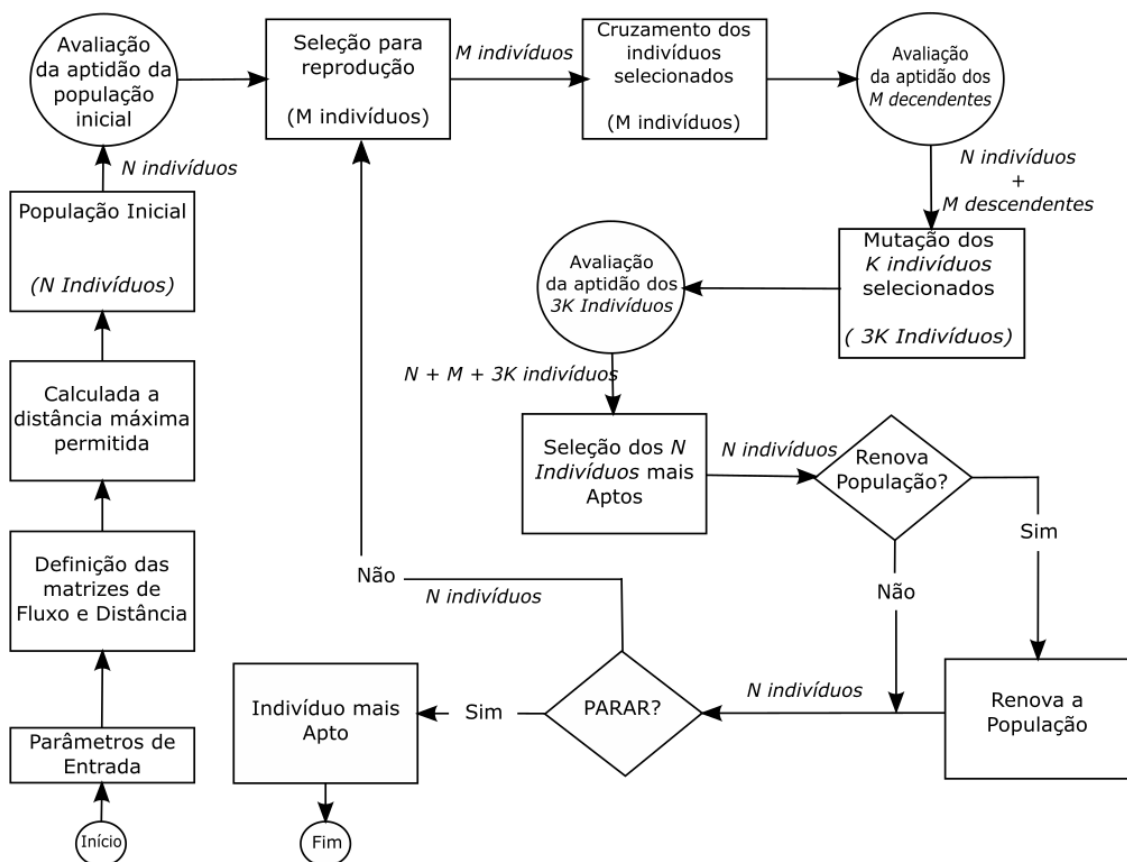 Avaliação
da aptidão da
população
inicial
N indivíduos
População Inicial
(N Indivíduos)
Calculada a
distância máxima
permitida
Definição das
matrizes de
Fluxo e Distância
Parâmetros de
Entrada
Início
Seleção para
reprodução
(M indivíduos)
M indivíduos
Cruzamento dos
indivíduos
selecionados
(M indivíduos)
Avaliação
da aptidão dos
M decendentes
N indivíduos
+
M descendentes
Mutação dos
K indivíduos
selecionados
( 3K Indivíduos)
Avaliação
da aptidão dos
3K Indivíduos
N + M + 3K indivíduos
Seleção dos N
Indivíduos mais
Aptos
N indivíduos
Renova
População?
Sim
Não
Renova a
População
N indivíduos
PARAR?
Não
N indivíduos
Sim
Indivíduo mais
Apto
Fim